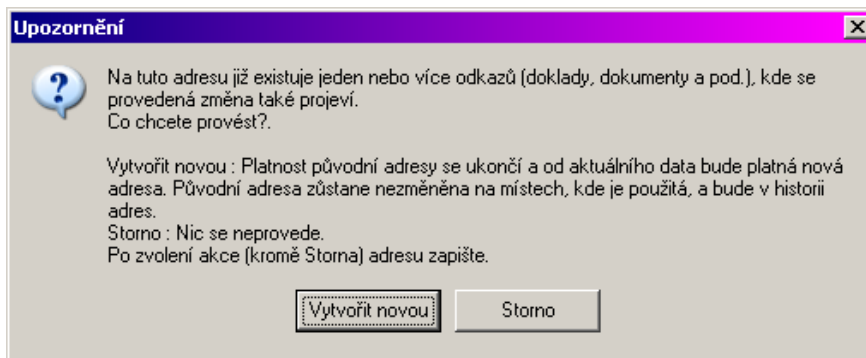 Upozornění
Na tuto adresu již existuje jeden nebo více odkazů (doklady, dokumenty a pod.), kde se
provedená změna také projeví.
Co chcete provést?.
Vytvořit novou : Platnost původní adresy se ukončí a od aktuálního data bude platná nová
adresa. Původní adresa zůstane nezměněna na místech, kde je použitá, a bude v historii
adres.
Storno : Nic se neprovede.
Po zvolení akce (kromě Storna) adresu zapište.
Vytvořit novou
Storno